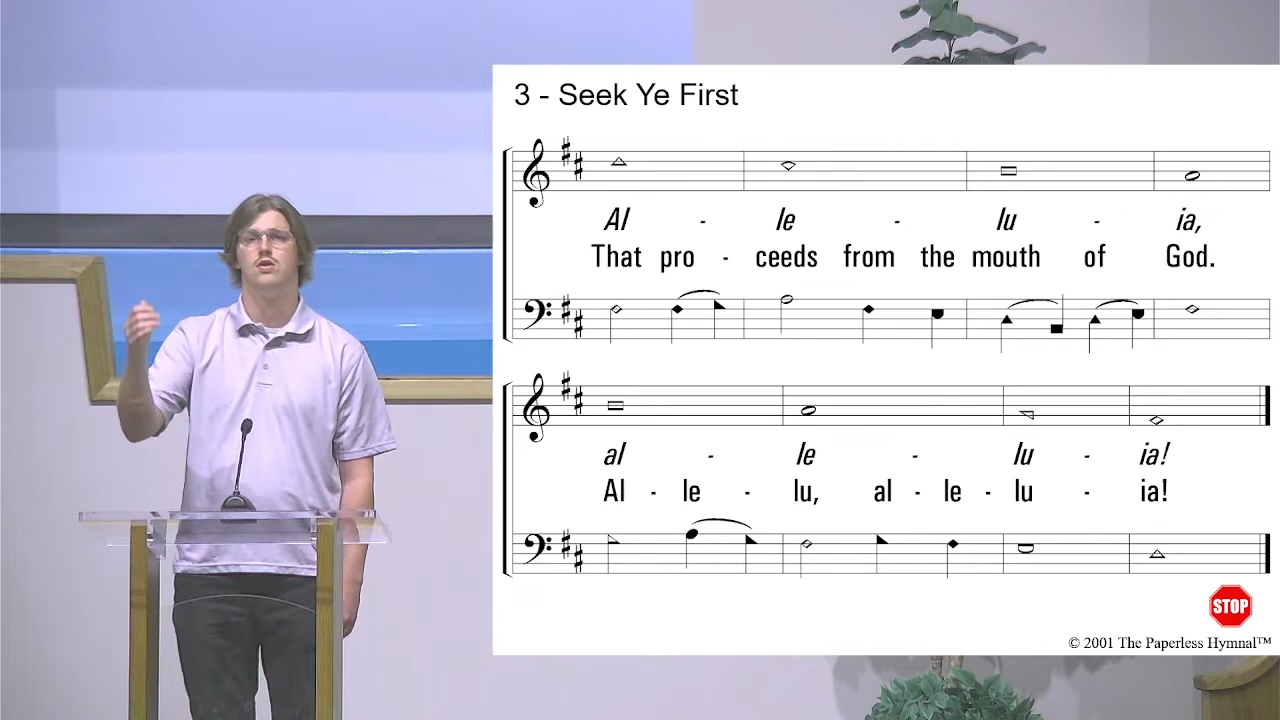 3 - Seek Ye First
Al - le - lu - ia,
That pro - ceeds from the mouth of God.
al - le - lu - ia!
Al - le - lu, al - le - lu - ia!
STOP
© 2001 The Paperless Hymnal™